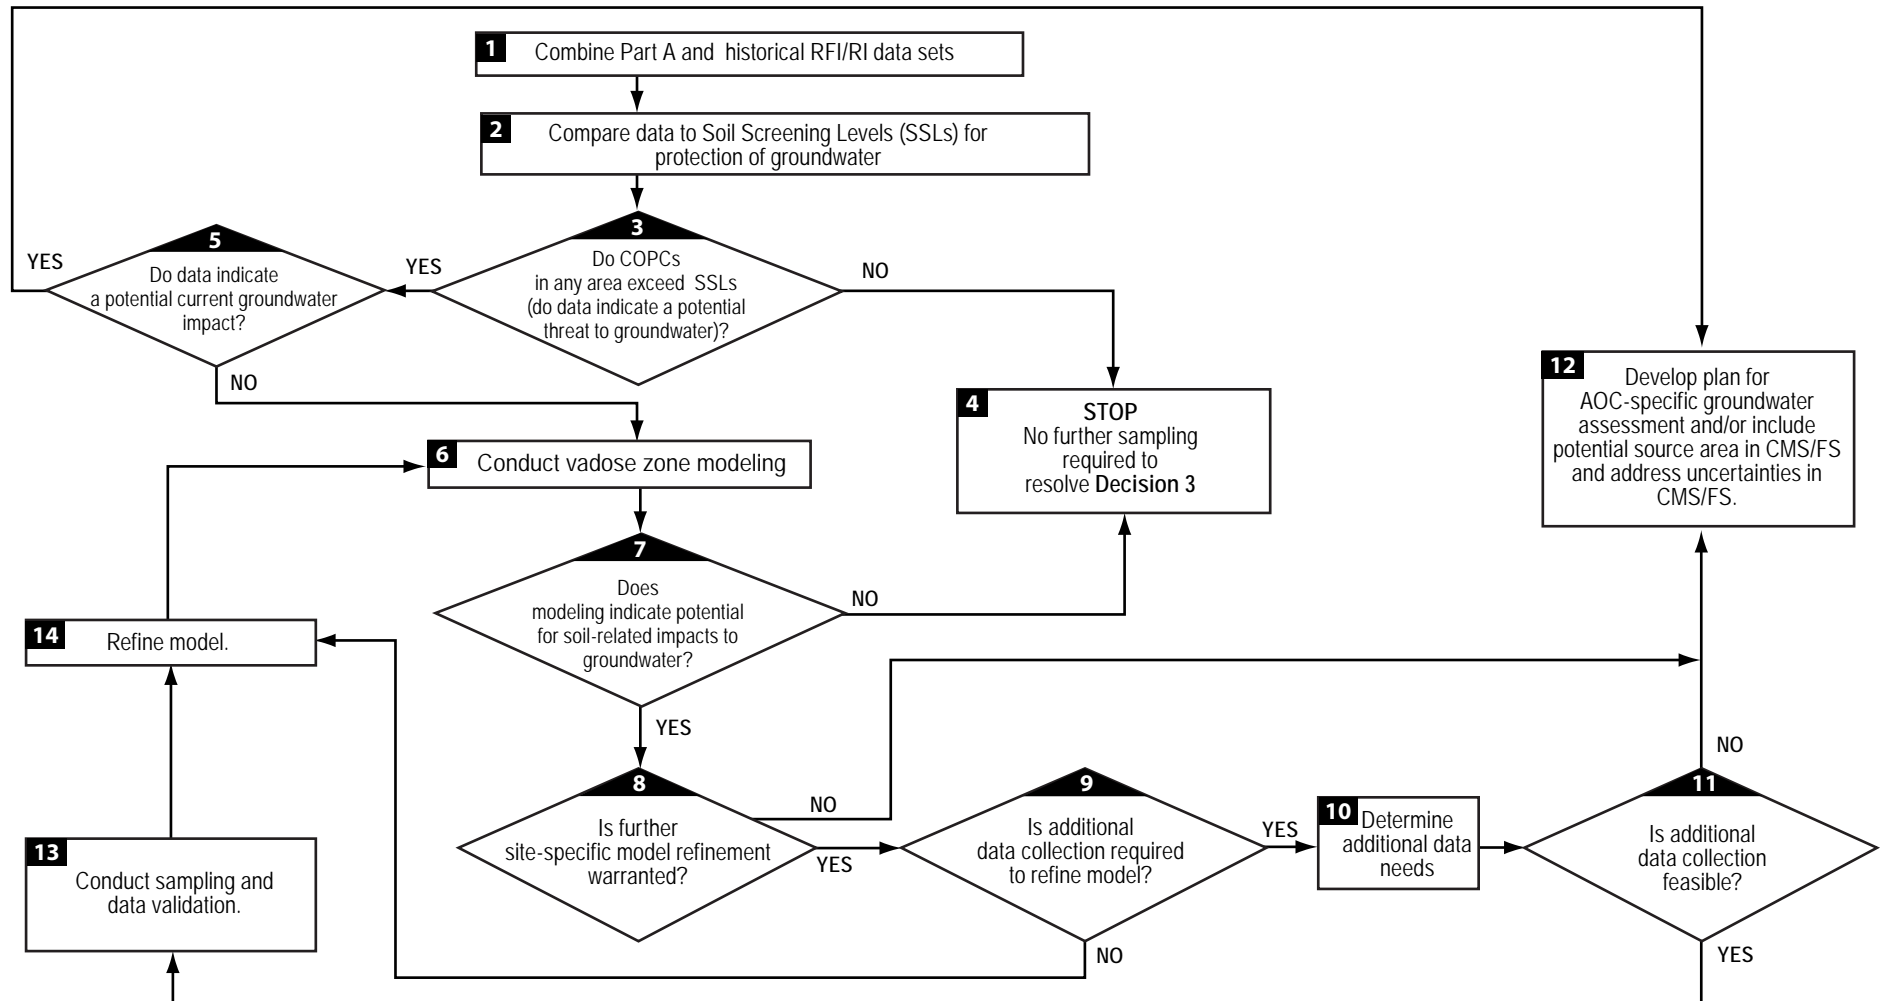 1
Combine Part A and historical RFI/RI data sets
2
Compare data to Soil Screening Levels (SSLs) for
protection of groundwater
3
Do COPCs
in any area exceed SSLs
(do data indicate a potential
threat to groundwater)?
YES
NO
5
Do data indicate
a potential current groundwater
impact?
YES
NO
4
STOP
No further sampling
required to
resolve Decision 3
12
Develop plan for
AOC-specific groundwater
assessment and/or include
potential source area in CMS/FS
and address uncertainties in
CMS/FS.
6
Conduct vadose zone modeling
7
Does
modeling indicate potential
for soil-related impacts to
groundwater?
NO
YES
14
Refine model.
8
Is further
site-specific model refinement
warranted?
NO
YES
9
Is additional
data collection required
to refine model?
YES
NO
10
Determine
additional data
needs
11
Is additional
data collection
feasible?
NO
YES
13
Conduct sampling and
data validation.